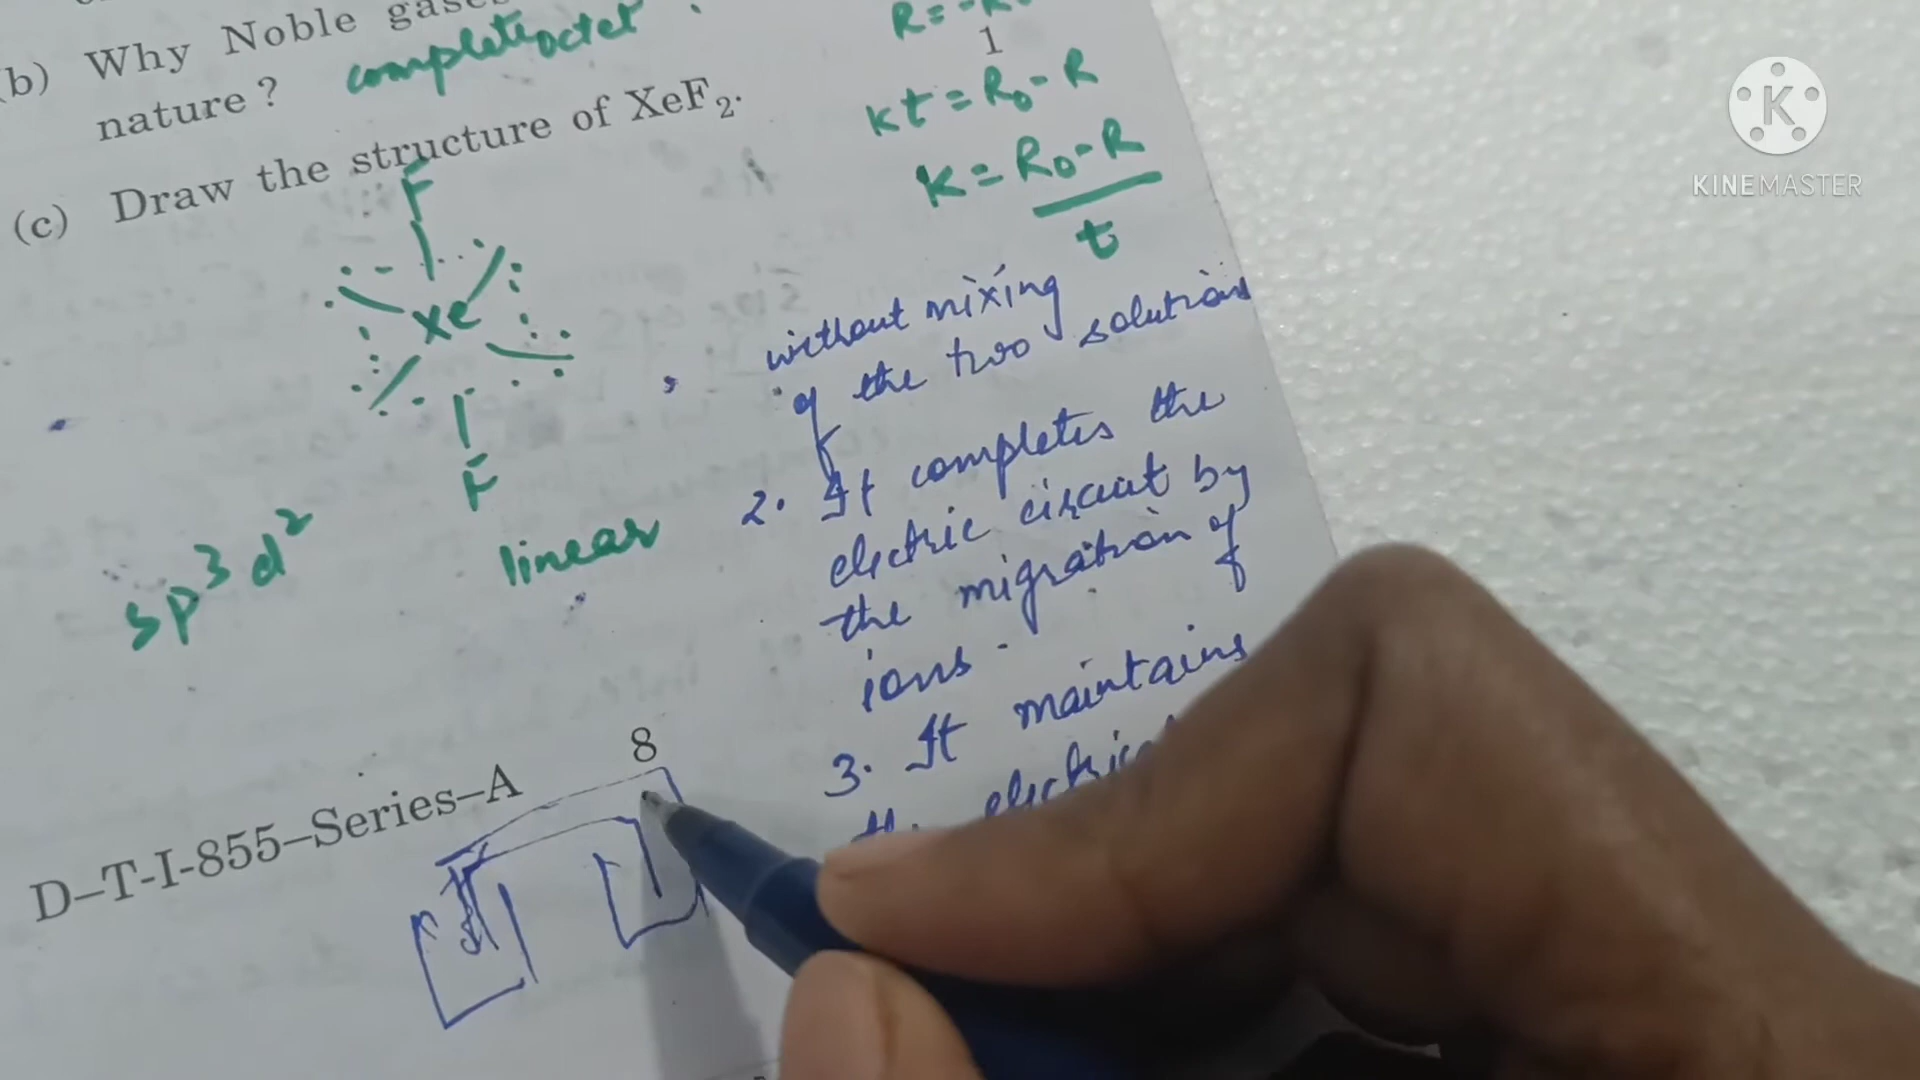 (b) Why Noble gases
nature ? complete octet
(c) Draw the structure of XeF2.
F
Xe
F
sp3d2
linear
D–T-I-855–Series–A 8
1
kt = R0 - R
k = R0 - R
t
without mixing
of the two solutions
2. It completes the
electric circuit by
the migration of
ions.
3. It maintains
the electrical
KINEMASTER